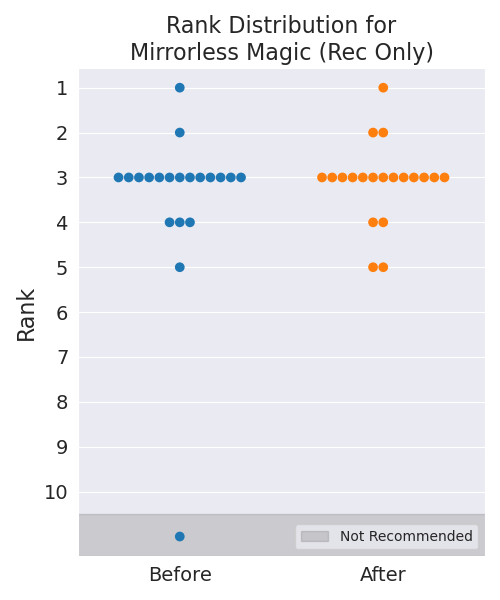 Rank Distribution for
Mirrorless Magic (Rec Only)
Rank
1
2
3
4
5
6
7
8
9
10
Not Recommended
Before
After